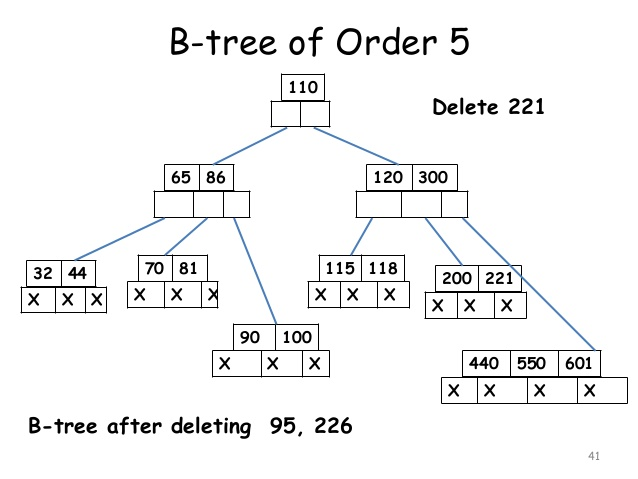 B-tree of Order 5
110
Delete 221
65 86
120 300
32 44
X X X
70 81
X X X
115 118
X X X
200 221
X X X
90 100
X X X
440 550 601
X X X X
B-tree after deleting 95, 226
41